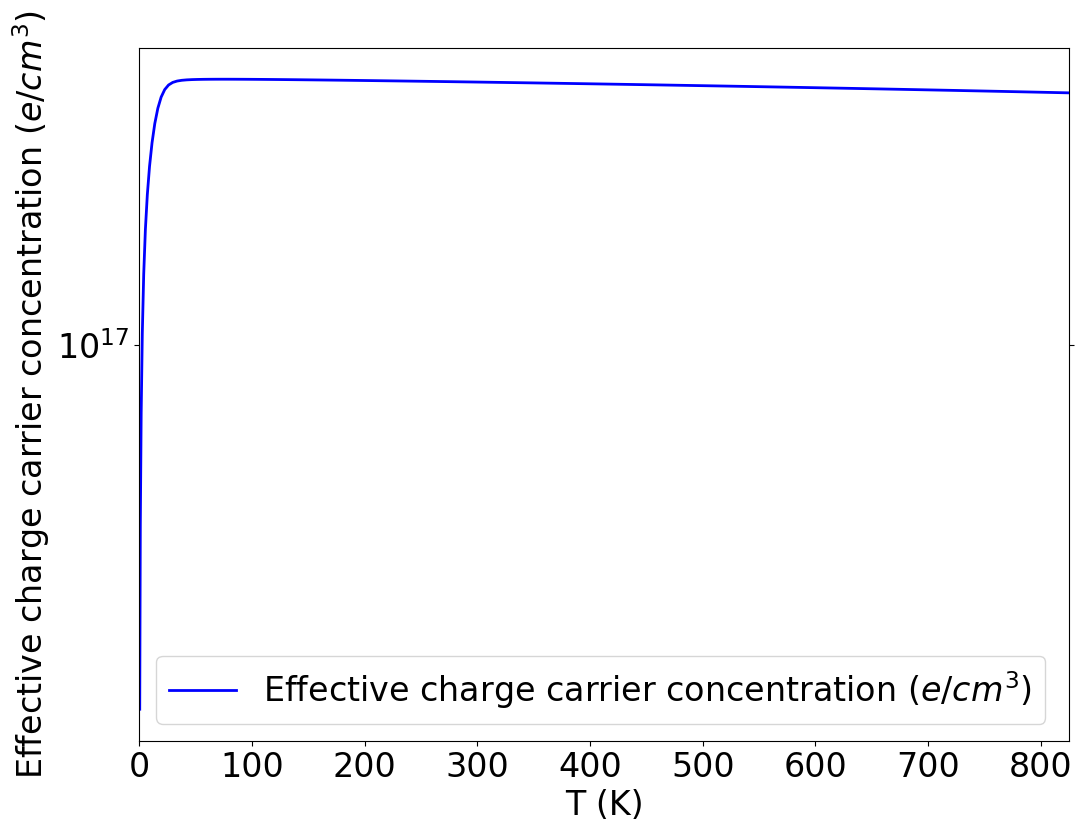 Effective charge carrier concentration (e/cm³)
10¹⁷
Effective charge carrier concentration (e/cm³)
0 100 200 300 400 500 600 700 800
T (K)